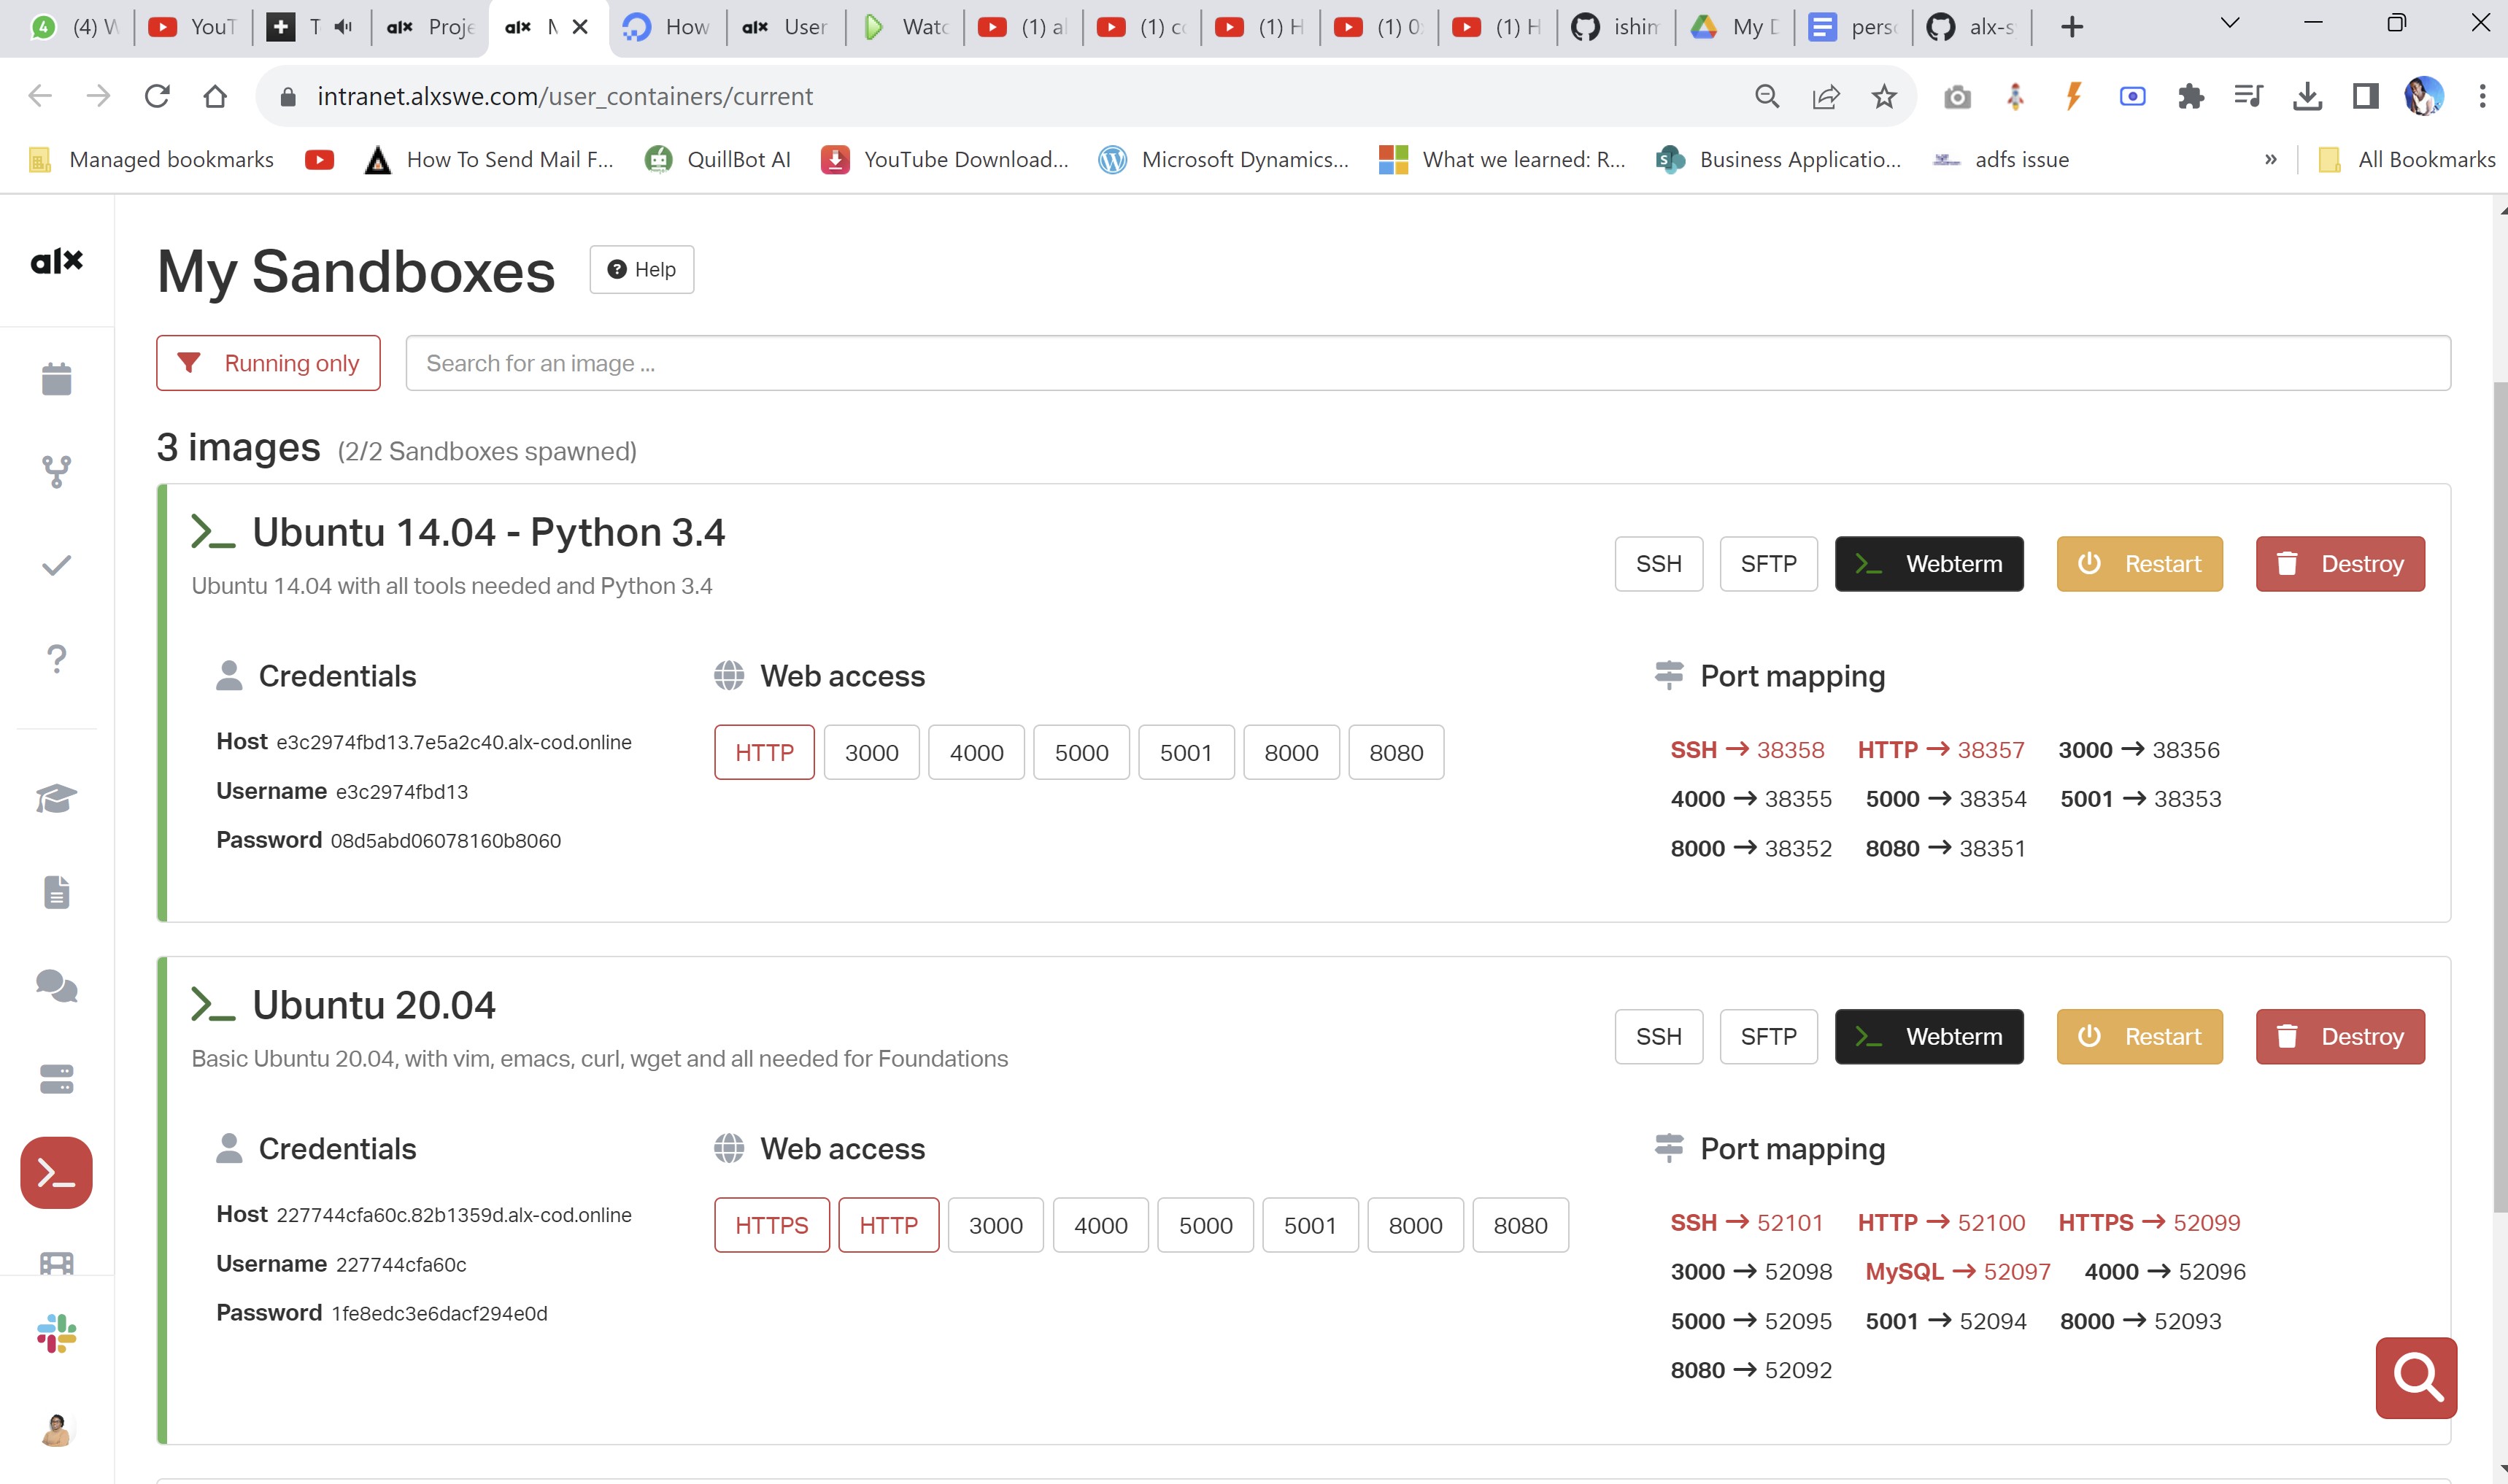 4 (4) W YouT T alx Proje alx M How alx User Watc (1) al (1) co (1) H (1) 0 (1) H ishim My D perso alx-s
intranet.alxswe.com/user_containers/current
Managed bookmarks How To Send Mail F... QuillBot AI YouTube Download... Microsoft Dynamics... What we learned: R... Business Applicatio... adfs issue » All Bookmarks
alx
My Sandboxes ? Help
Running only Search for an image ...
3 images (2/2 Sandboxes spawned)
>_ Ubuntu 14.04 - Python 3.4
Ubuntu 14.04 with all tools needed and Python 3.4
SSH SFTP >_ Webterm Restart Destroy
Credentials Web access Port mapping
Host e3c2974fbd13.7e5a2c40.alx-cod.online
Username e3c2974fbd13
Password 08d5abd06078160b8060
HTTP 3000 4000 5000 5001 8000 8080
SSH → 38358 HTTP → 38357 3000 → 38356
4000 → 38355 5000 → 38354 5001 → 38353
8000 → 38352 8080 → 38351
>_ Ubuntu 20.04
Basic Ubuntu 20.04, with vim, emacs, curl, wget and all needed for Foundations
SSH SFTP >_ Webterm Restart Destroy
Credentials Web access Port mapping
Host 227744cfa60c.82b1359d.alx-cod.online
Username 227744cfa60c
Password 1fe8edc3e6dacf294e0d
HTTPS HTTP 3000 4000 5000 5001 8000 8080
SSH → 52101 HTTP → 52100 HTTPS → 52099
3000 → 52098 MySQL → 52097 4000 → 52096
5000 → 52095 5001 → 52094 8000 → 52093
8080 → 52092